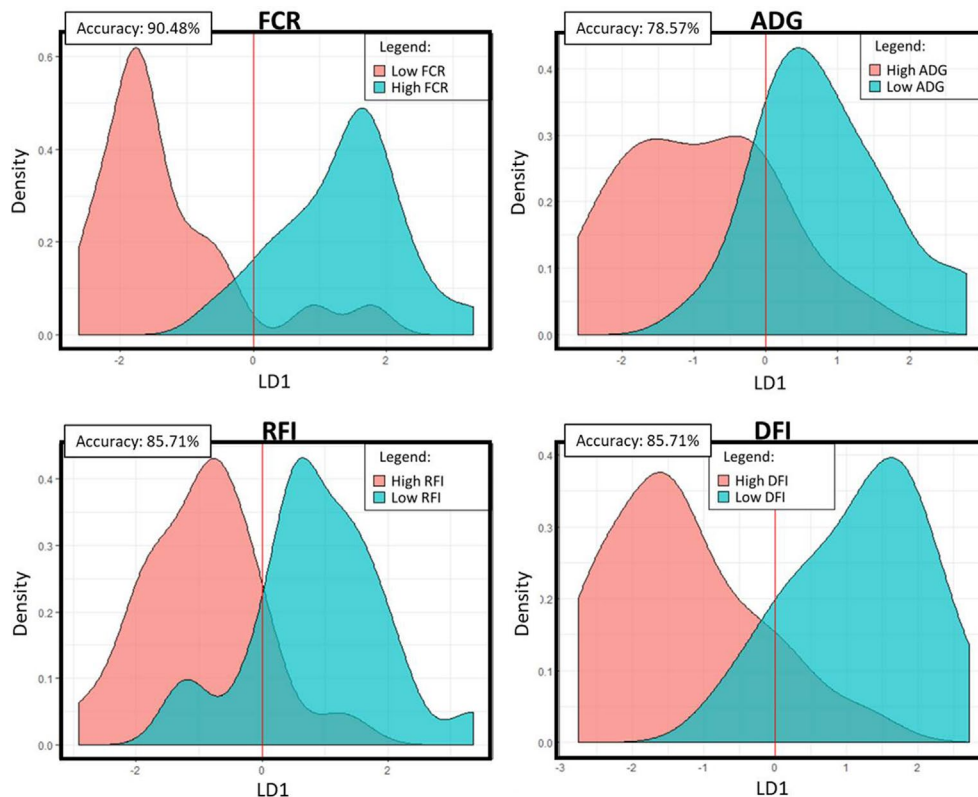 FCR
Accuracy: 90.48%
Legend:
Low FCR
High FCR
Density
0.6
0.4
0.2
0.0
-2
0
2
LD1
ADG
Accuracy: 78.57%
Legend:
High ADG
Low ADG
Density
0.4
0.3
0.2
0.1
0.0
-2
-1
0
1
2
LD1
RFI
Accuracy: 85.71%
Legend:
High RFI
Low RFI
Density
0.4
0.3
0.2
0.1
0.0
-2
0
2
LD1
DFI
Accuracy: 85.71%
Legend:
High DFI
Low DFI
Density
0.4
0.3
0.2
0.1
0.0
-3
-2
-1
0
1
2
LD1